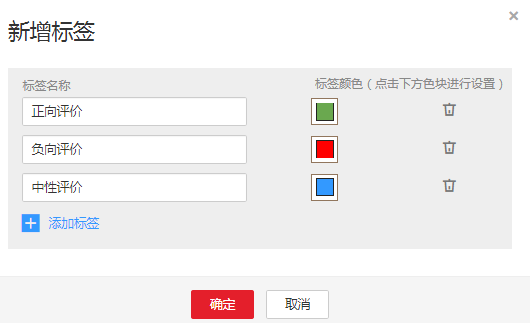 新增标签
标签名称 标签颜色（点击下方色块进行设置）
正向评价
负向评价
中性评价
添加标签
确定 取消